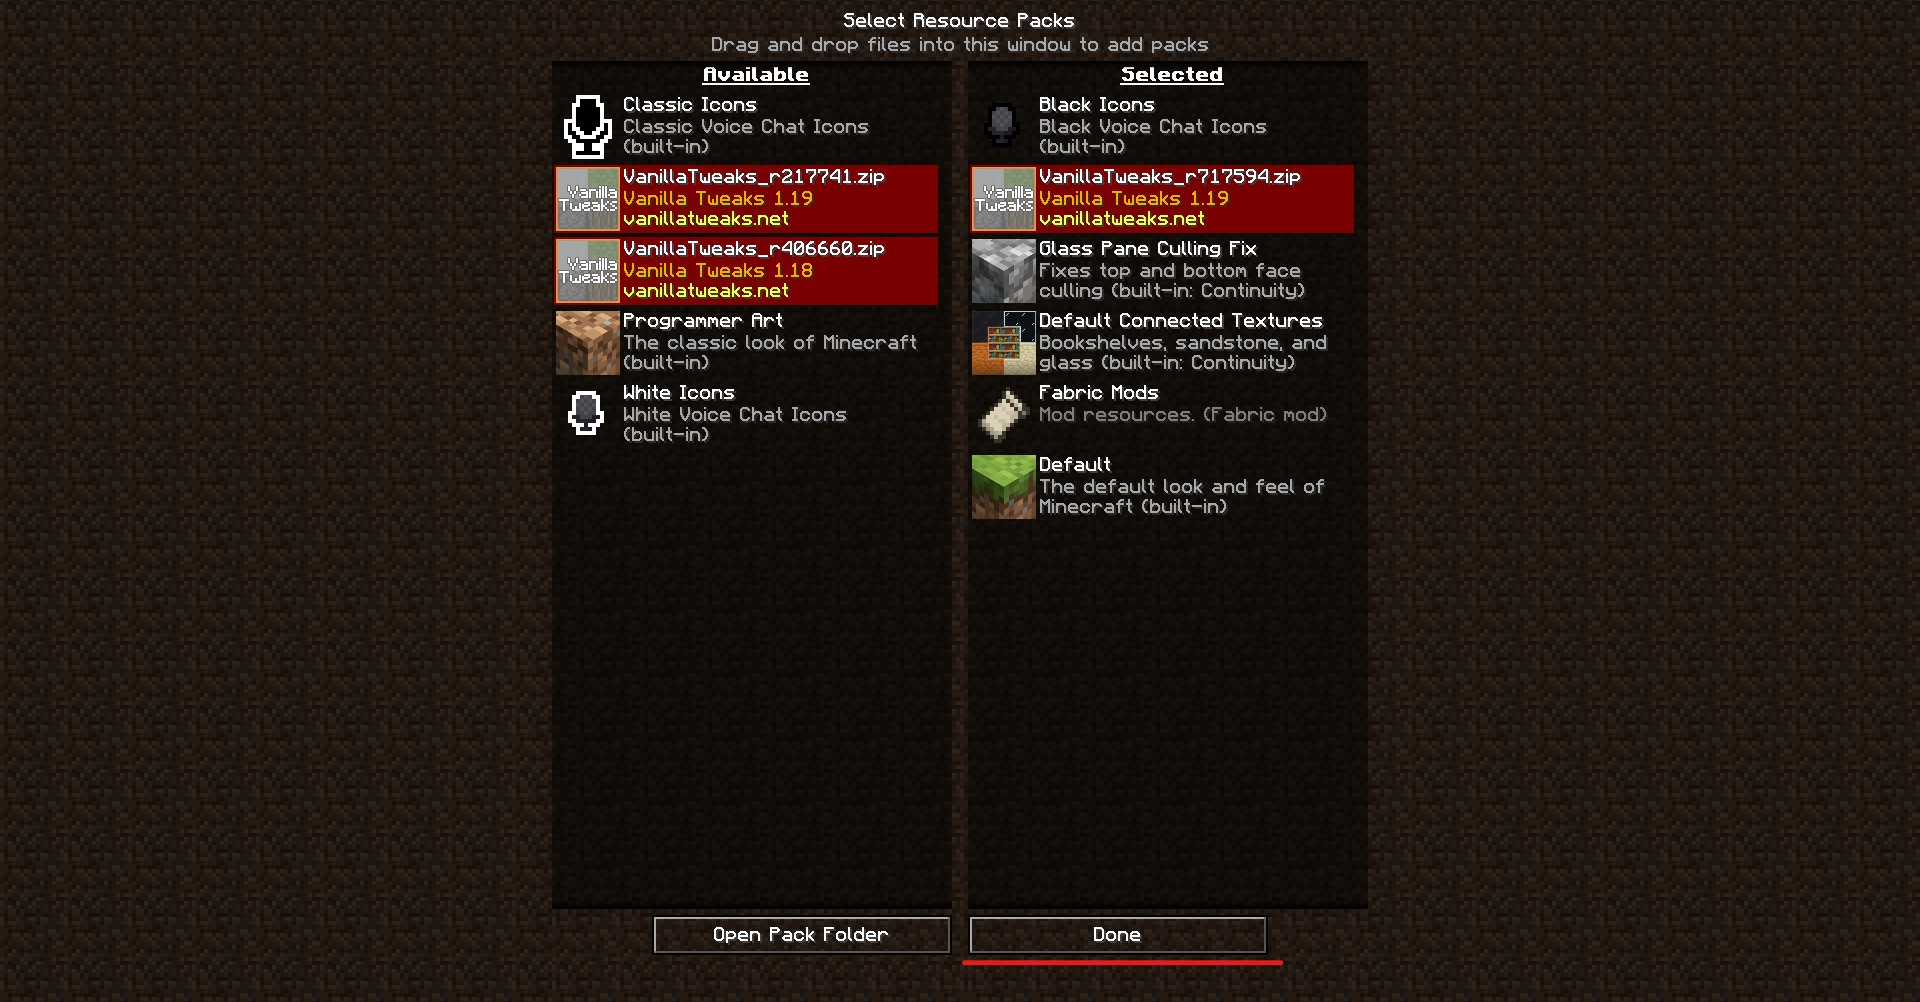 Select Resource Packs
Drag and drop files into this window to add packs
Available
Classic Icons
Classic Voice Chat Icons
(built-in)
Vanilla
Tweaks
VanillaTweaks_r217741.zip
Vanilla Tweaks 1.19
vanillatweaks.net
Vanilla
Tweaks
VanillaTweaks_r406660.zip
Vanilla Tweaks 1.18
vanillatweaks.net
Programmer Art
The classic look of Minecraft
(built-in)
White Icons
White Voice Chat Icons
(built-in)
Selected
Black Icons
Black Voice Chat Icons
(built-in)
Vanilla
Tweaks
VanillaTweaks_r717594.zip
Vanilla Tweaks 1.19
vanillatweaks.net
Glass Pane Culling Fix
Fixes top and bottom face
culling (built-in: Continuity)
Default Connected Textures
Bookshelves, sandstone, and
glass (built-in: Continuity)
Fabric Mods
Mod resources. (Fabric mod)
Default
The default look and feel of
Minecraft (built-in)
Open Pack Folder
Done